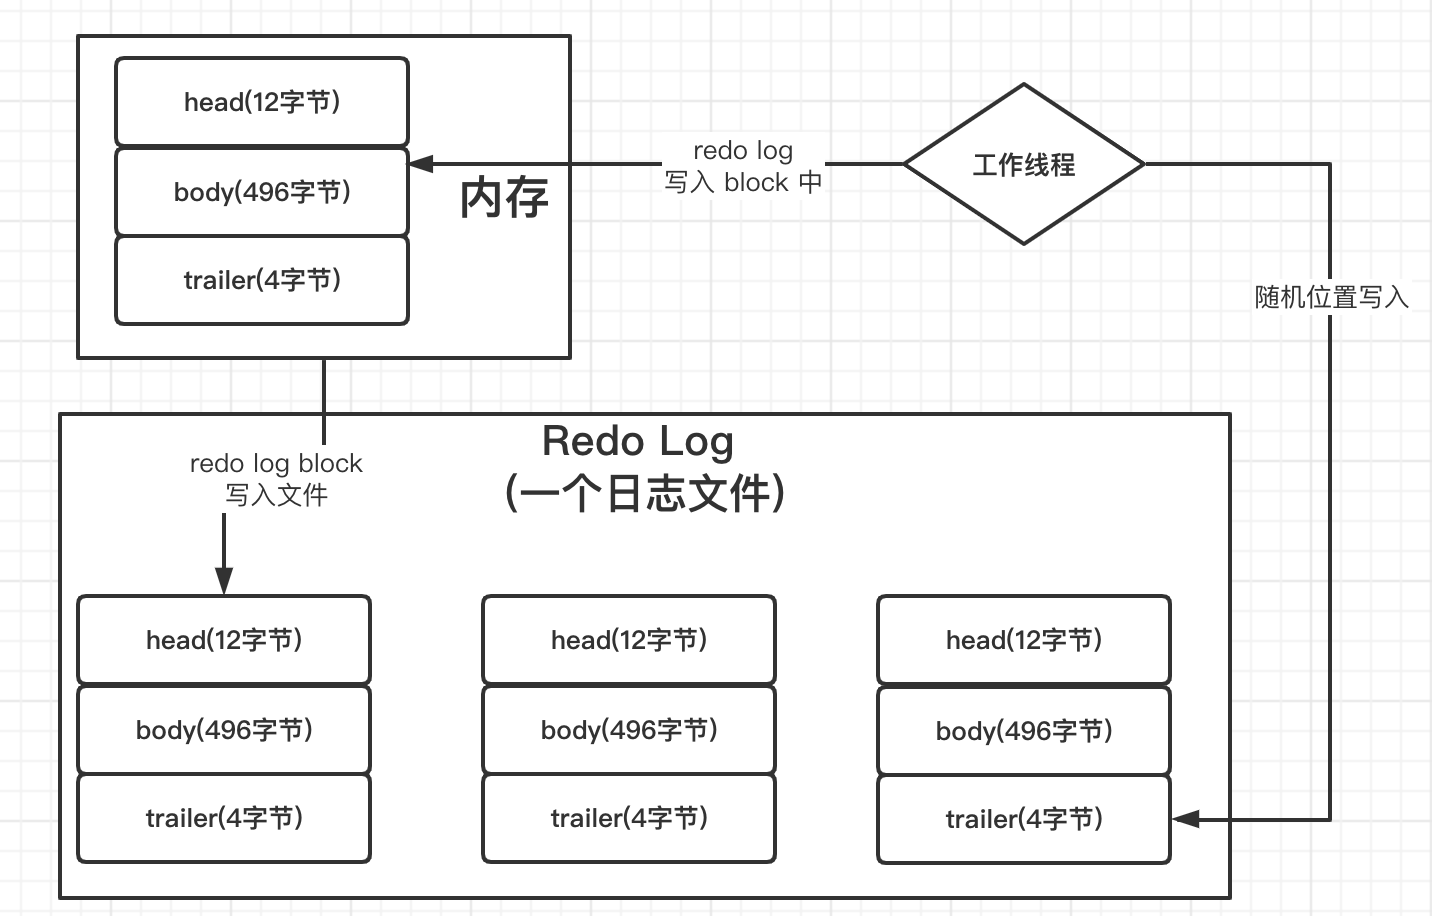 head(12字节)
body(496字节)
trailer(4字节)
内存
redo log
写入 block 中
工作线程
随机位置写入
redo log block
写入文件
Redo Log
(一个日志文件)
head(12字节)
body(496字节)
trailer(4字节)
head(12字节)
body(496字节)
trailer(4字节)
head(12字节)
body(496字节)
trailer(4字节)